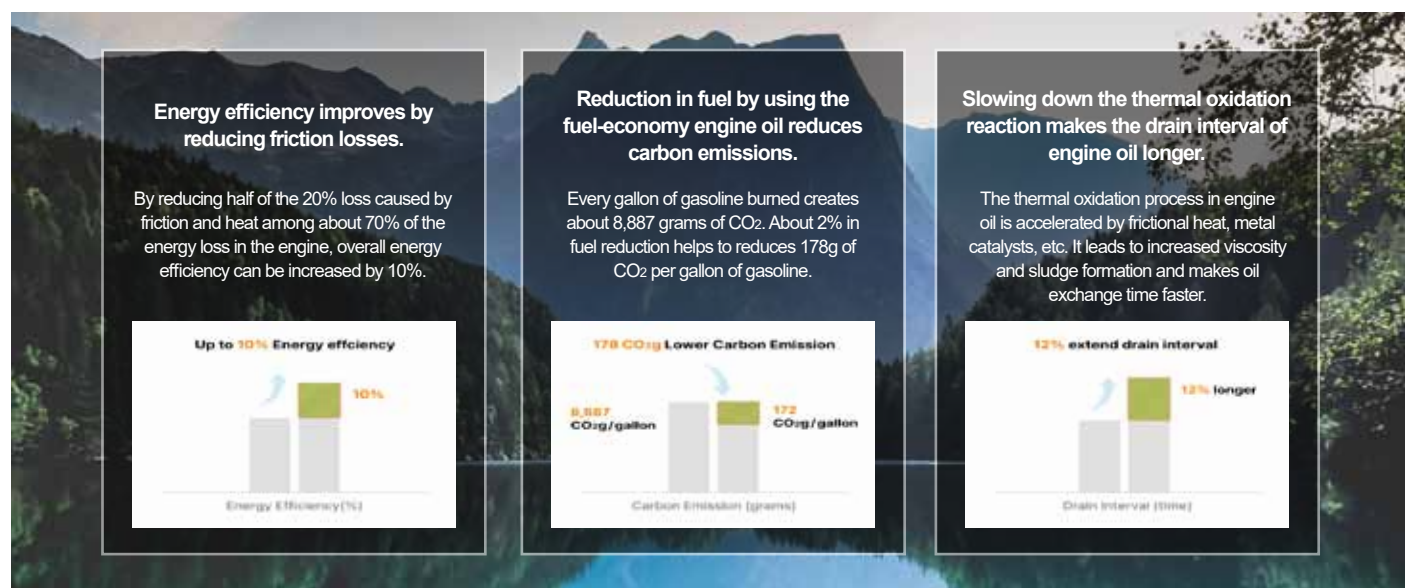 Energy efficiency improves by
reducing friction losses.
By reducing half of the 20% loss caused by
friction and heat among about 70% of the
energy loss in the engine, overall energy
efficiency can be increased by 10%.
Up to 10% Energy effciency
10%
Energy Efficiency(%)
Reduction in fuel by using the
fuel-economy engine oil reduces
carbon emissions.
Every gallon of gasoline burned creates
about 8,887 grams of CO2. About 2% in
fuel reduction helps to reduces 178g of
CO2 per gallon of gasoline.
178 CO2g Lower Carbon Emission
8,887
CO2g/gallon
172
CO2g/gallon
Carbon Emission (grams)
Slowing down the thermal oxidation
reaction makes the drain interval of
engine oil longer.
The thermal oxidation process in engine
oil is accelerated by frictional heat, metal
catalysts, etc. It leads to increased viscosity
and sludge formation and makes oil
exchange time faster.
12% extend drain interval
12% longer
Drain Interval (time)